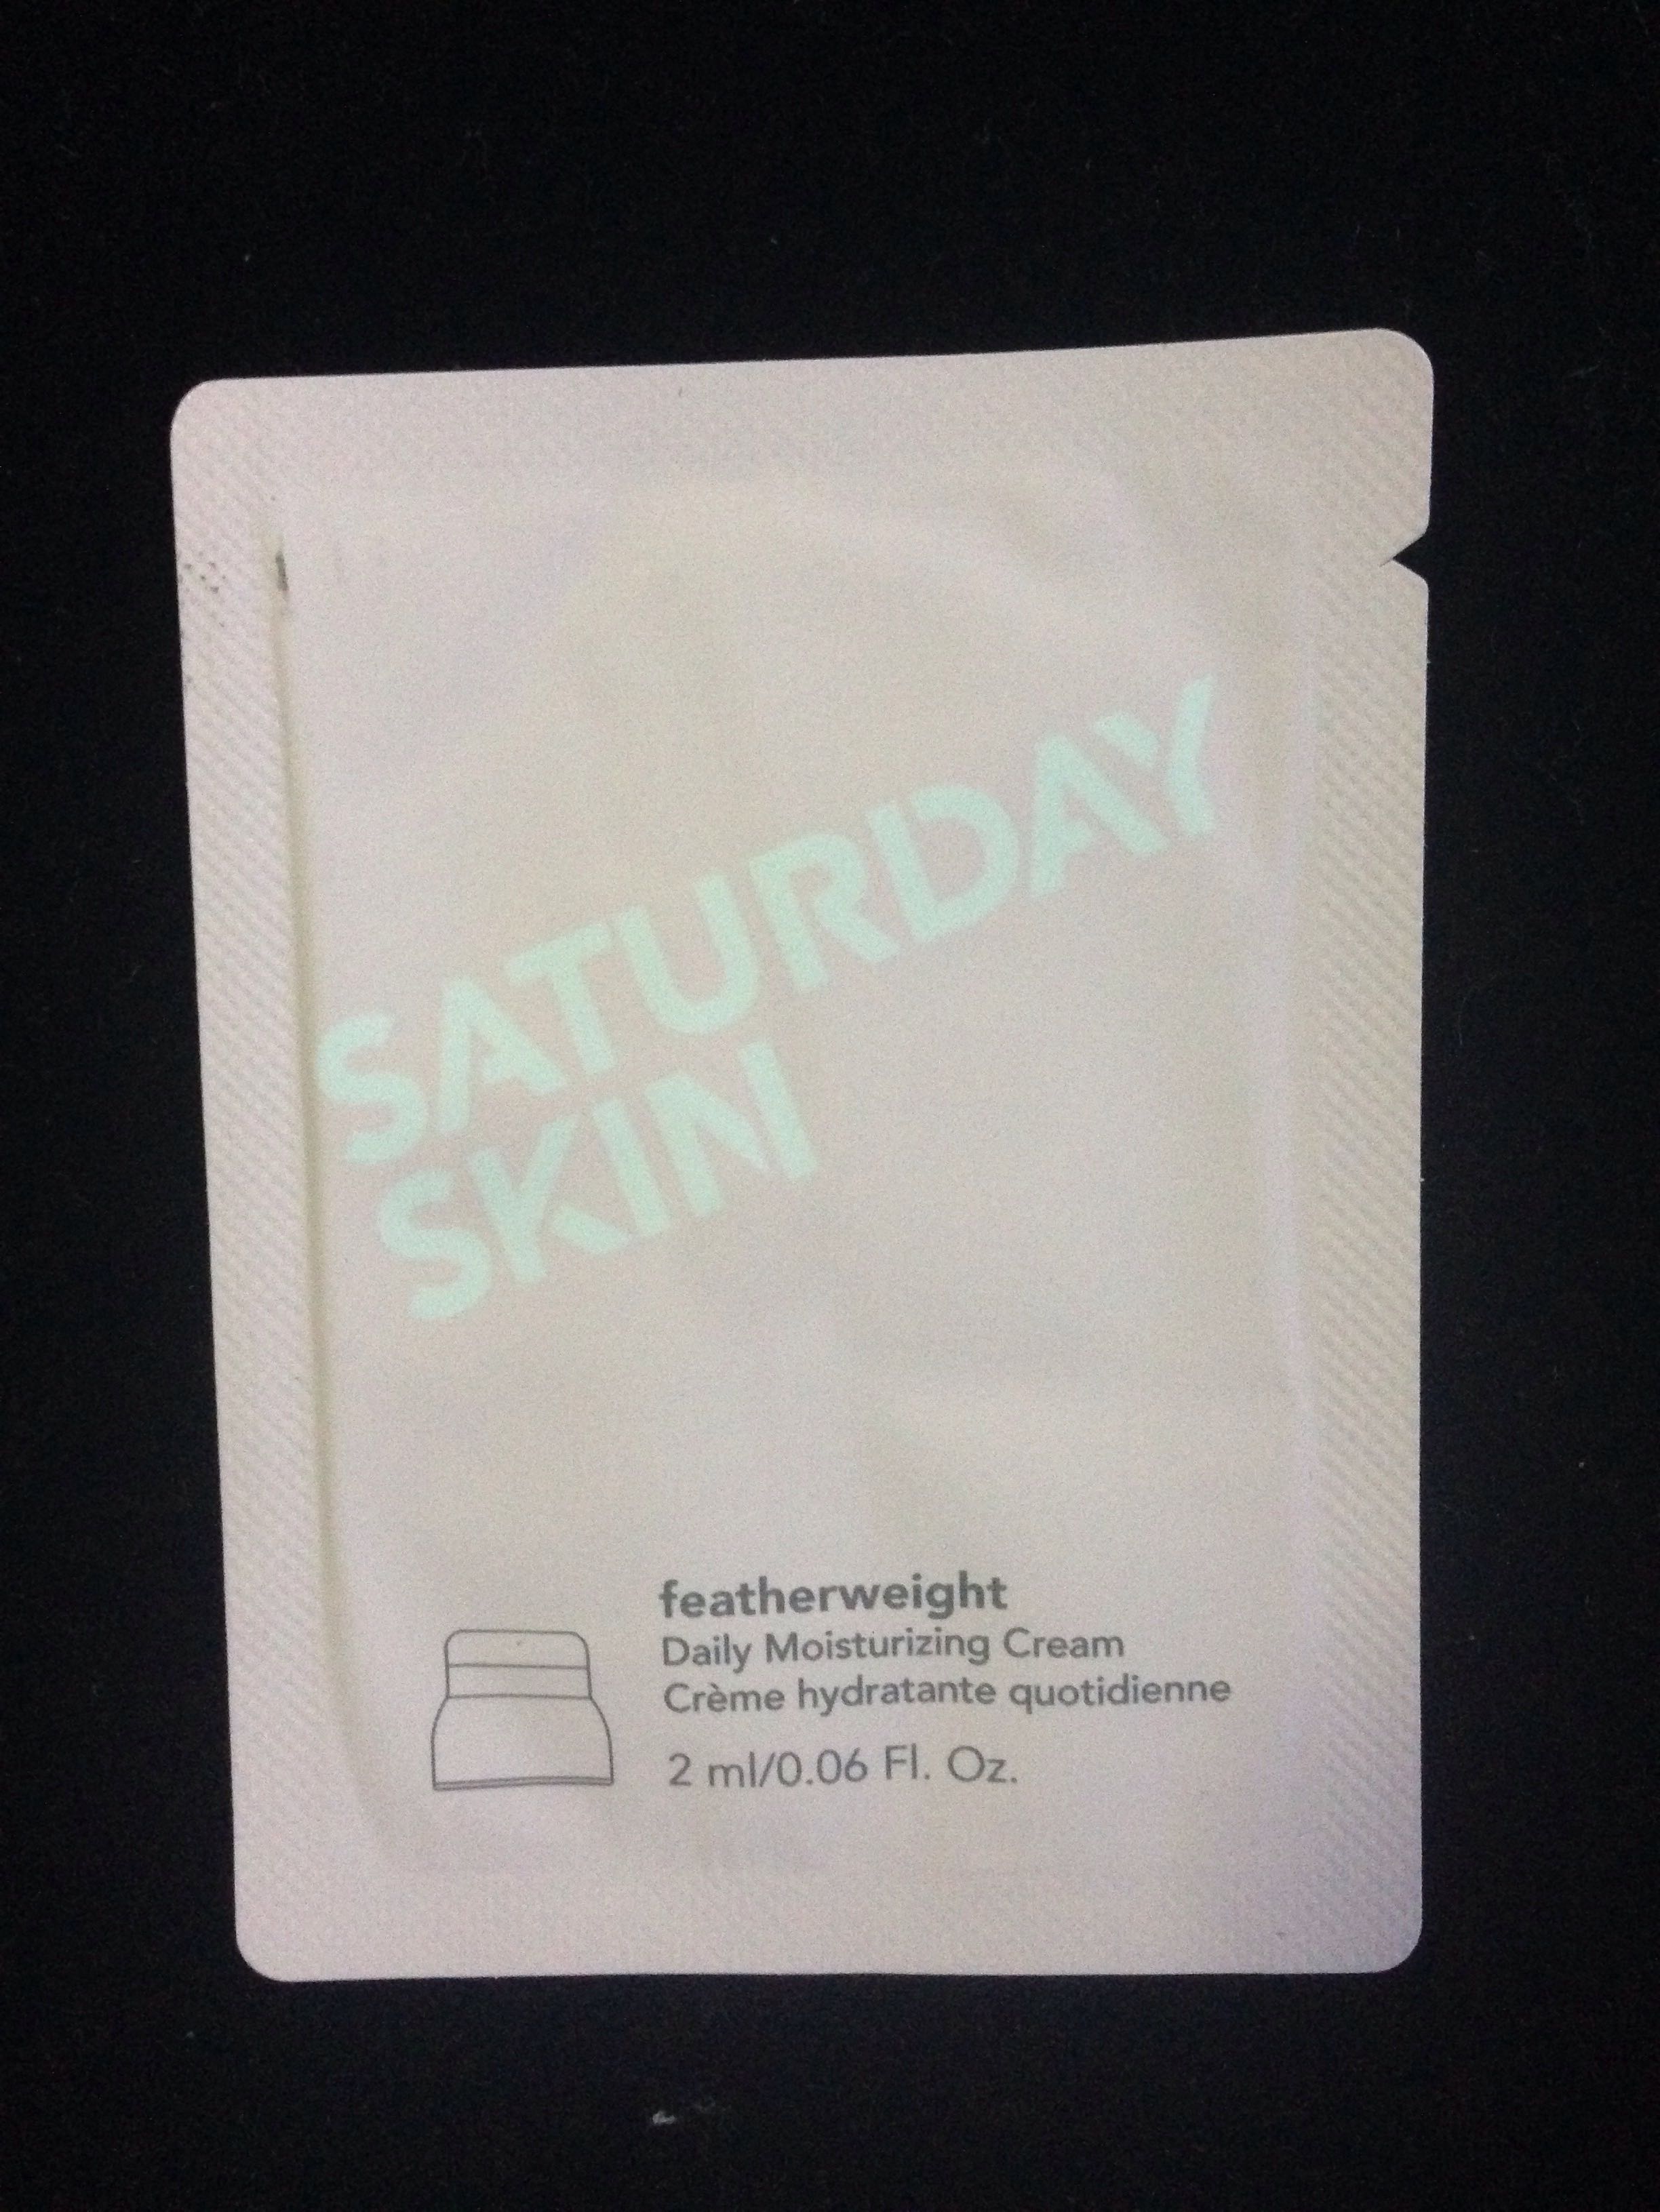 SATURDAY
SKIN
featherweight
Daily Moisturizing Cream
Crème hydratante quotidienne
2 ml/0.06 Fl. Oz.